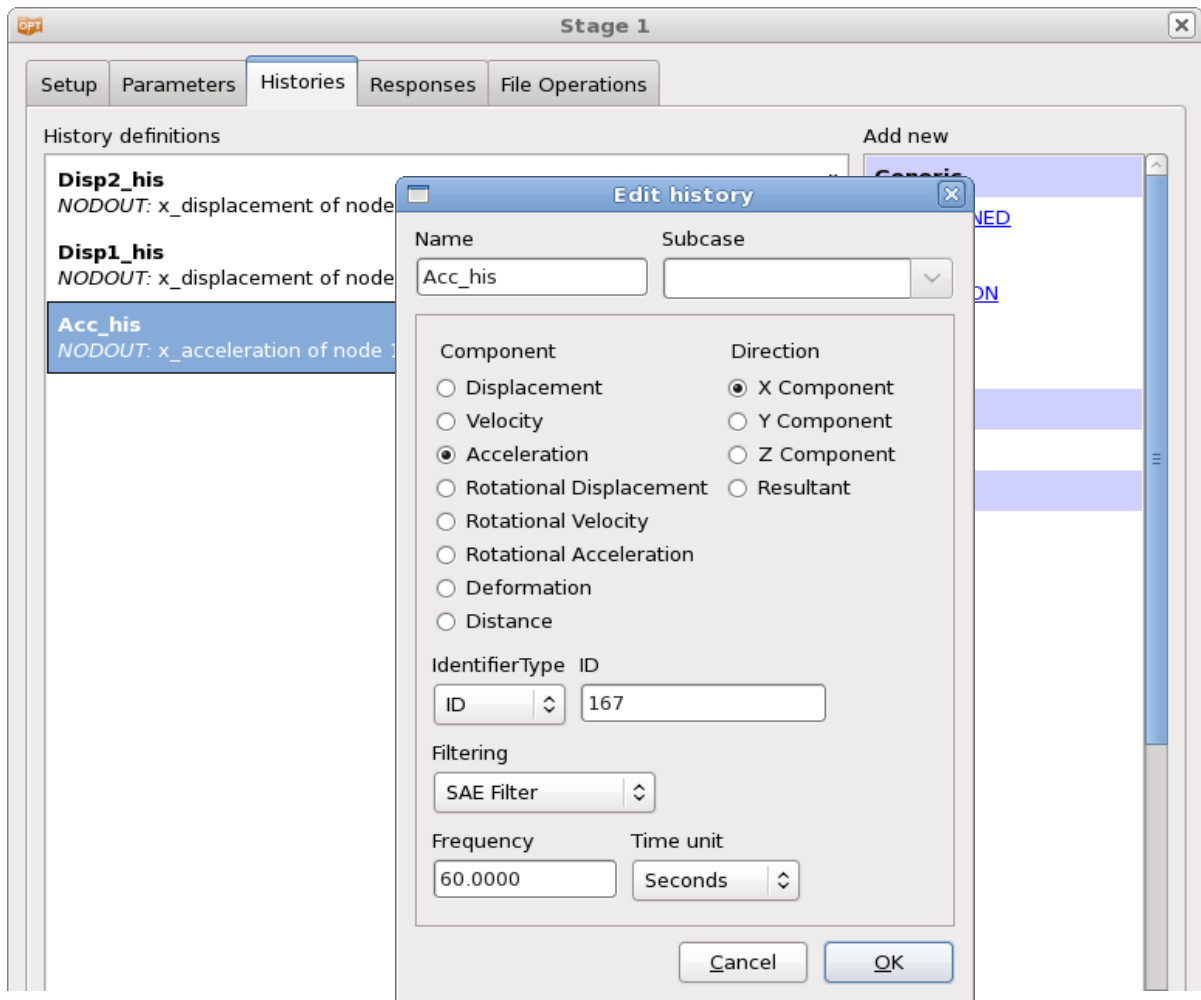 OPT Stage 1
Setup Parameters Histories Responses File Operations
History definitions
Disp2_his
NODOUT: x_displacement of node
Disp1_his
NODOUT: x_displacement of node
Acc_his
NODOUT: x_acceleration of node
Add new
Generic
Edit history
Name Subcase
Acc_his
Component Direction
Displacement X Component
Velocity Y Component
Acceleration Z Component
Rotational Displacement Resultant
Rotational Velocity
Rotational Acceleration
Deformation
Distance
IdentifierType ID
ID 167
Filtering
SAE Filter
Frequency Time unit
60.0000 Seconds
Cancel OK